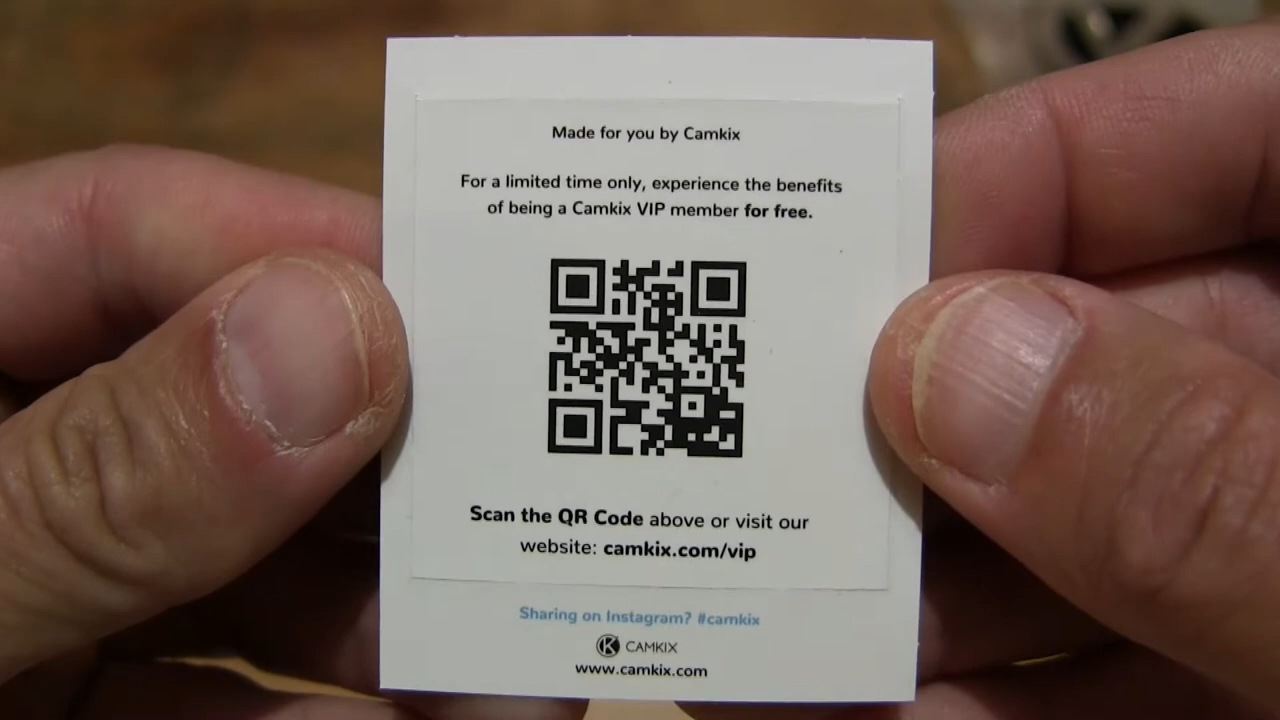 Made for you by Camkix
For a limited time only, experience the benefits
of being a Camkix VIP member for free.
Scan the QR Code above or visit our
website: camkix.com/vip
Sharing on Instagram? #camkix
K CAMKIX
www.camkix.com